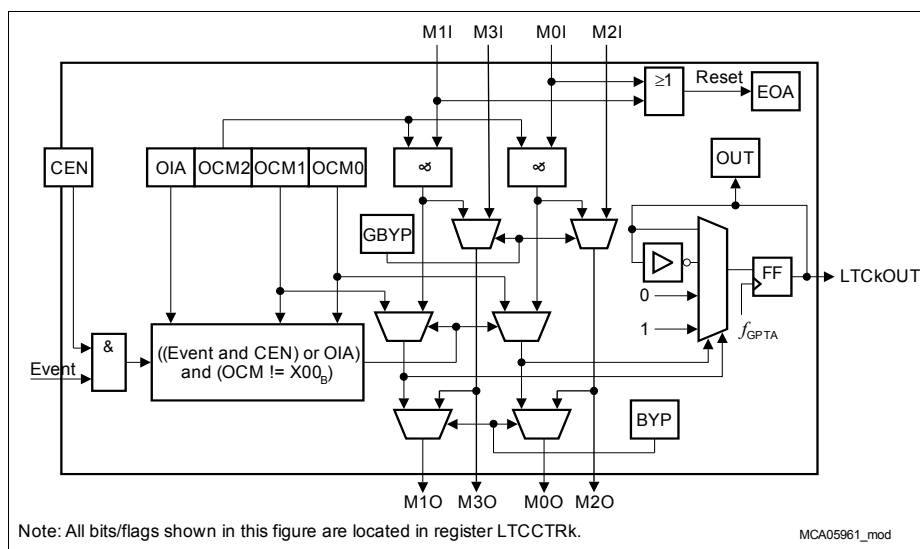 M1I M3I M0I M2I
≥1
Reset
EOA
CEN
OIA OCM2 OCM1 OCM0
&
&
OUT
GBYP
FF
LTCkOUT
0
1
fGPTA
Event
&
((Event and CEN) or OIA)
and (OCM != X00B)
BYP
M1O M3O M0O M2O
Note: All bits/flags shown in this figure are located in register LTCCTRk.
MCA05961_mod